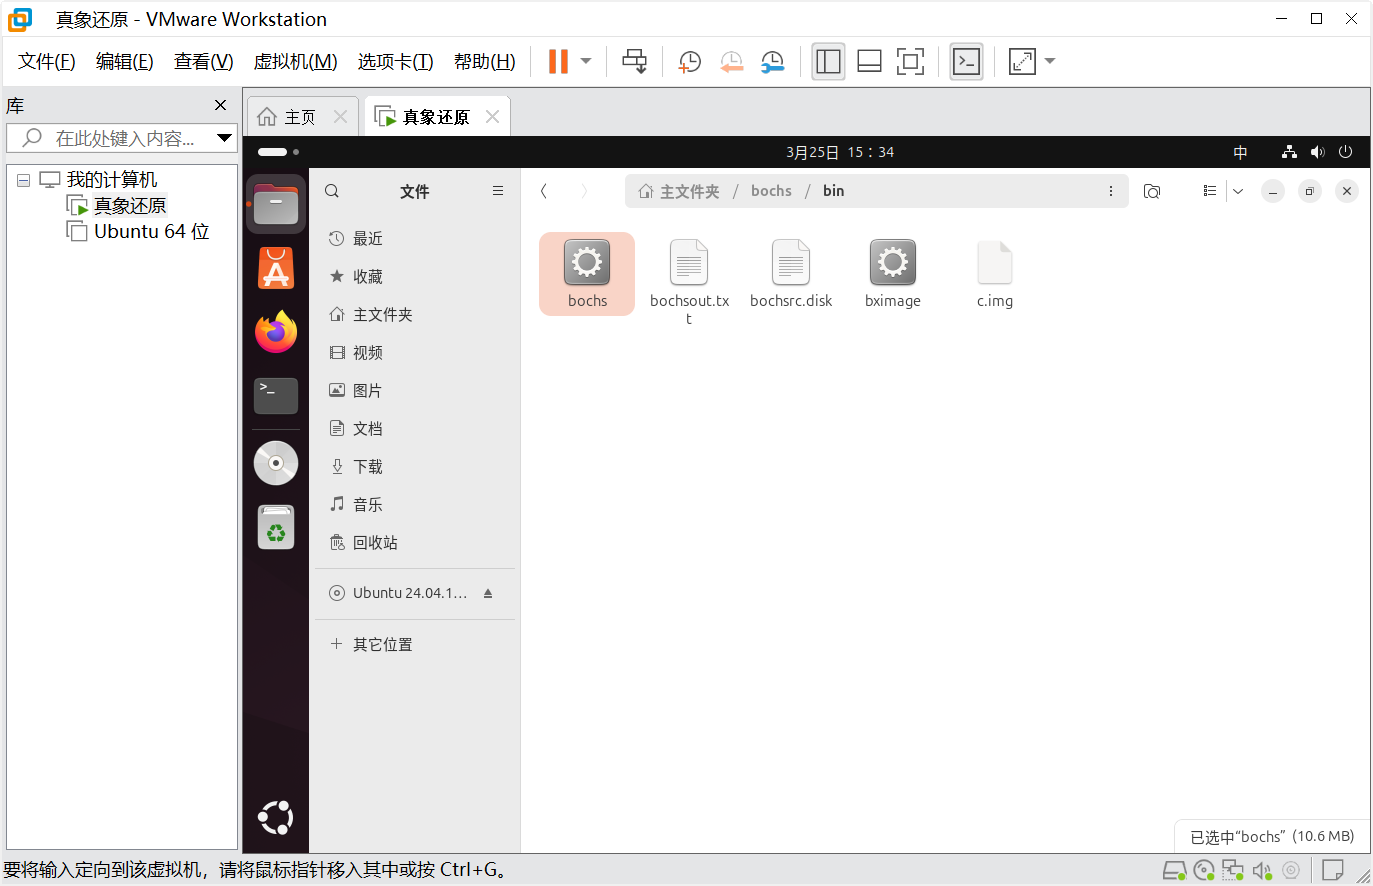 真象还原 - VMware Workstation
文件(F) 编辑(E) 查看(V) 虚拟机(M) 选项卡(T) 帮助(H)
库
在此处键入内容...
我的计算机
真象还原
Ubuntu 64 位
主页
真象还原
3月25日 15：34
中
文件
主文件夹 / bochs / bin
最近
收藏
主文件夹
视频
图片
文档
下载
音乐
回收站
Ubuntu 24.04.1...
其它位置
bochs
bochsout.tx
t
bochsrc.disk
bximage
c.img
已选中“bochs” (10.6 MB)
要将输入定向到该虚拟机，请将鼠标指针移入其中或按 Ctrl+G。